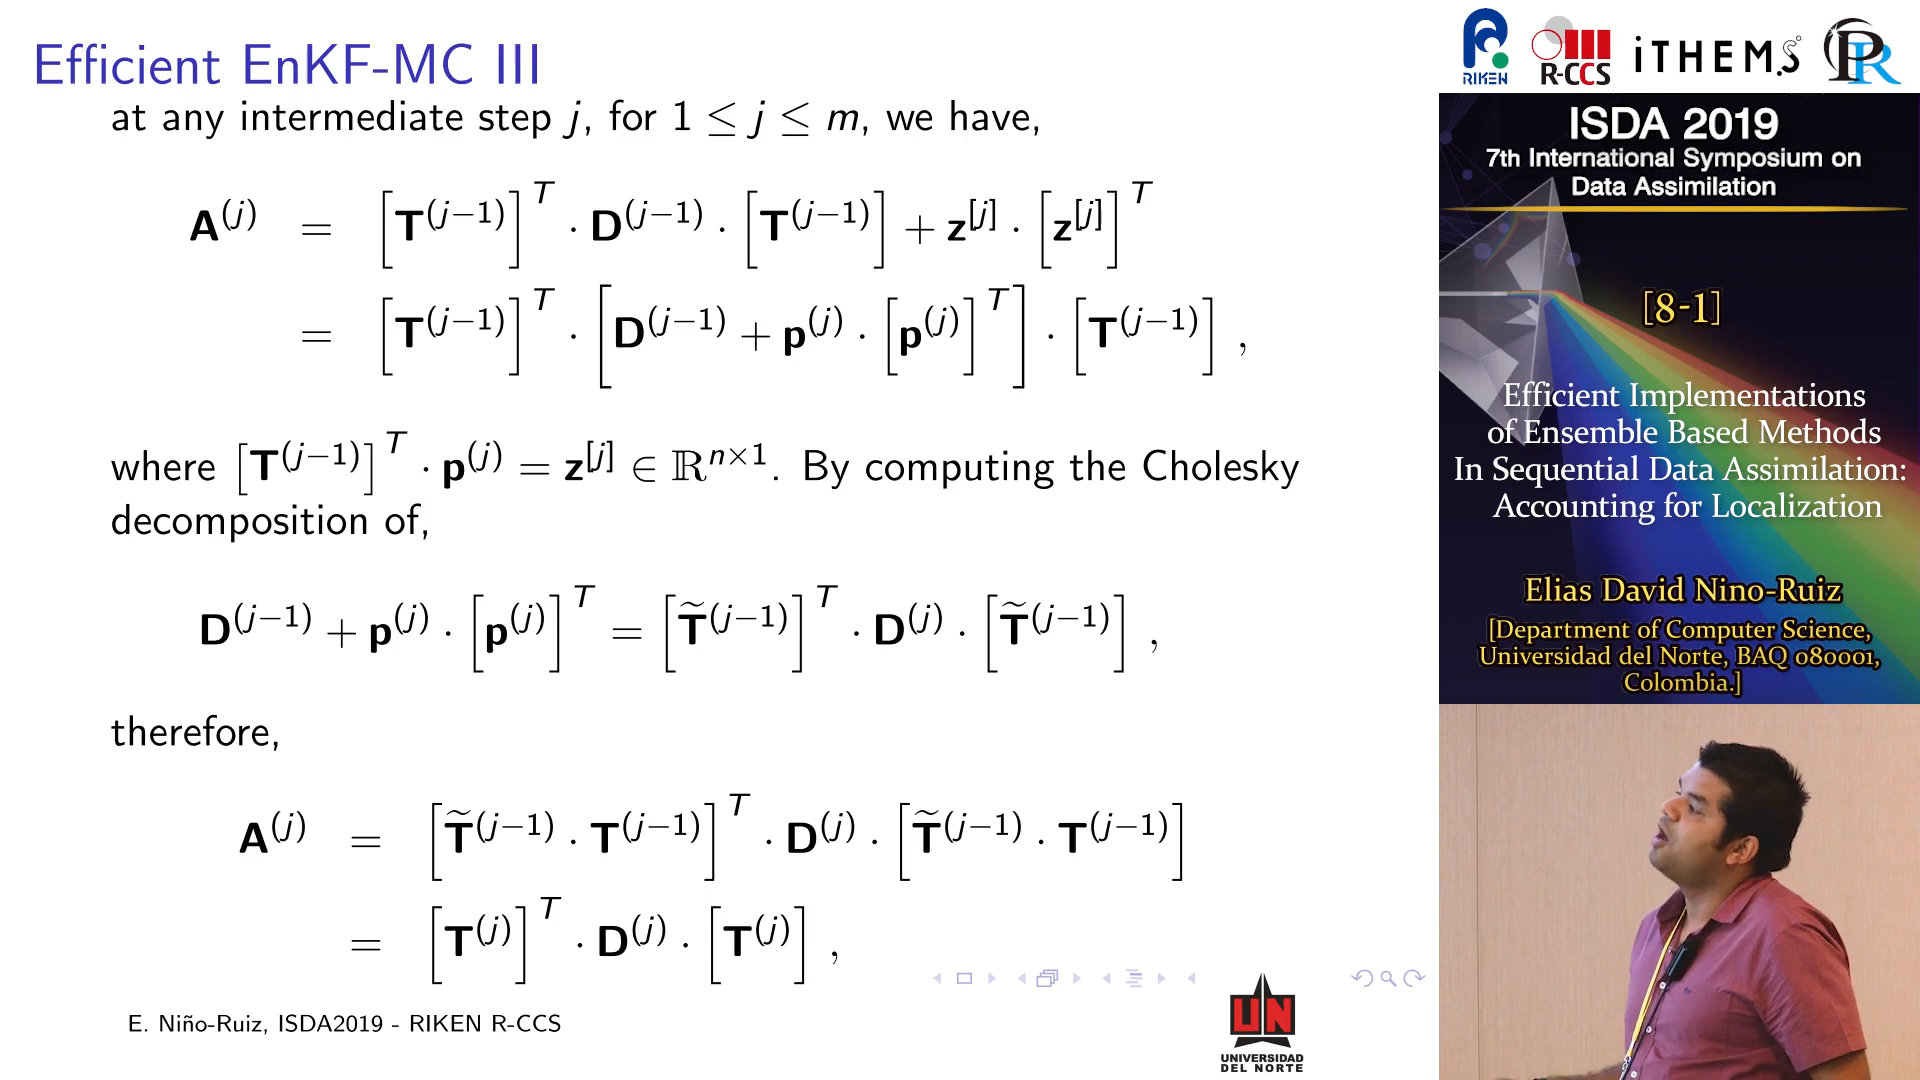 Efficient EnKF-MC III
at any intermediate step j, for 1 ≤ j ≤ m, we have,
A^(j) = [T^(j−1)]^T · D^(j−1) · [T^(j−1)] + z^[j] · [z^[j]]^T
= [T^(j−1)]^T · [D^(j−1) + p^(j) · [p^(j)]^T] · [T^(j−1)] ,
where [T^(j−1)]^T · p^(j) = z^[j] ∈ ℝ^{n×1}. By computing the Cholesky
decomposition of,
D^(j−1) + p^(j) · [p^(j)]^T = [T̃^(j−1)]^T · D^(j) · [T̃^(j−1)] ,
therefore,
A^(j) = [T̃^(j−1) · T^(j−1)]^T · D^(j) · [T̃^(j−1) · T^(j−1)]
= [T^(j)]^T · D^(j) · [T^(j)] ,
E. Niño-Ruiz, ISDA2019 - RIKEN R-CCS
UN
UNIVERSIDAD
DEL NORTE
RIKEN
R-CCS
iTHEMS
PR
ISDA 2019
7th International Symposium on
Data Assimilation
[8-1]
Efficient Implementations
of Ensemble Based Methods
In Sequential Data Assimilation:
Accounting for Localization
Elias David Nino-Ruiz
[Department of Computer Science,
Universidad del Norte, BAQ 080001,
Colombia.]